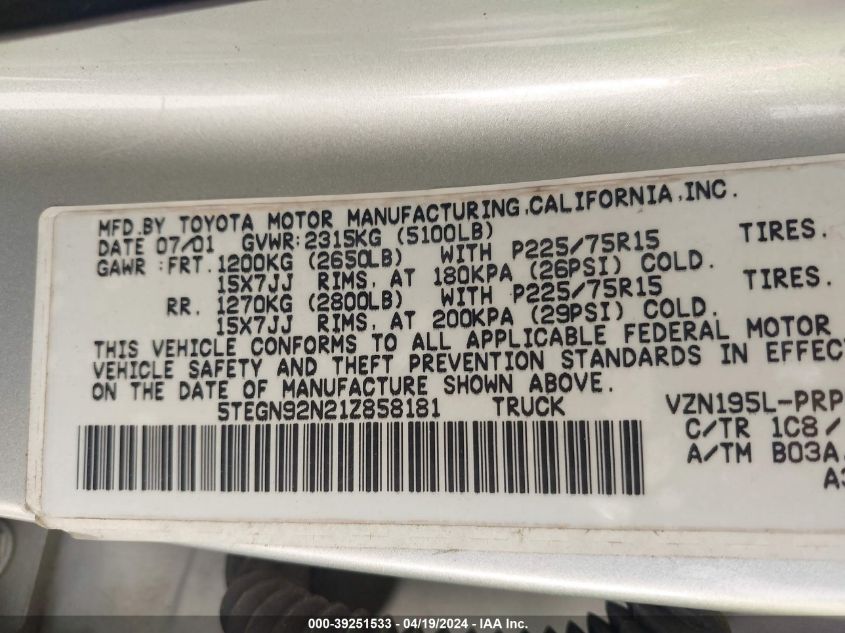 MFD.BY TOYOTA MOTOR MANUFACTURING,CALIFORNIA,INC.
DATE 07/01 GVWR:2315KG (5100LB)
GAWR :FRT. 1200KG (2650LB) WITH P225/75R15 TIRES.
15X7JJ RIMS, AT 180KPA (26PSI) COLD.
RR. 1270KG (2800LB) WITH P225/75R15 TIRES.
15X7JJ RIMS, AT 200KPA (29PSI) COLD.
THIS VEHICLE CONFORMS TO ALL APPLICABLE FEDERAL MOTOR
VEHICLE SAFETY AND THEFT PREVENTION STANDARDS IN EFFEC
ON THE DATE OF MANUFACTURE SHOWN ABOVE.
5TEGN92N21Z858181 TRUCK VZN195L-PRP
C/TR 1C8/
A/TM B03A
A3
000-39251533 - 04/19/2024 - IAA Inc.